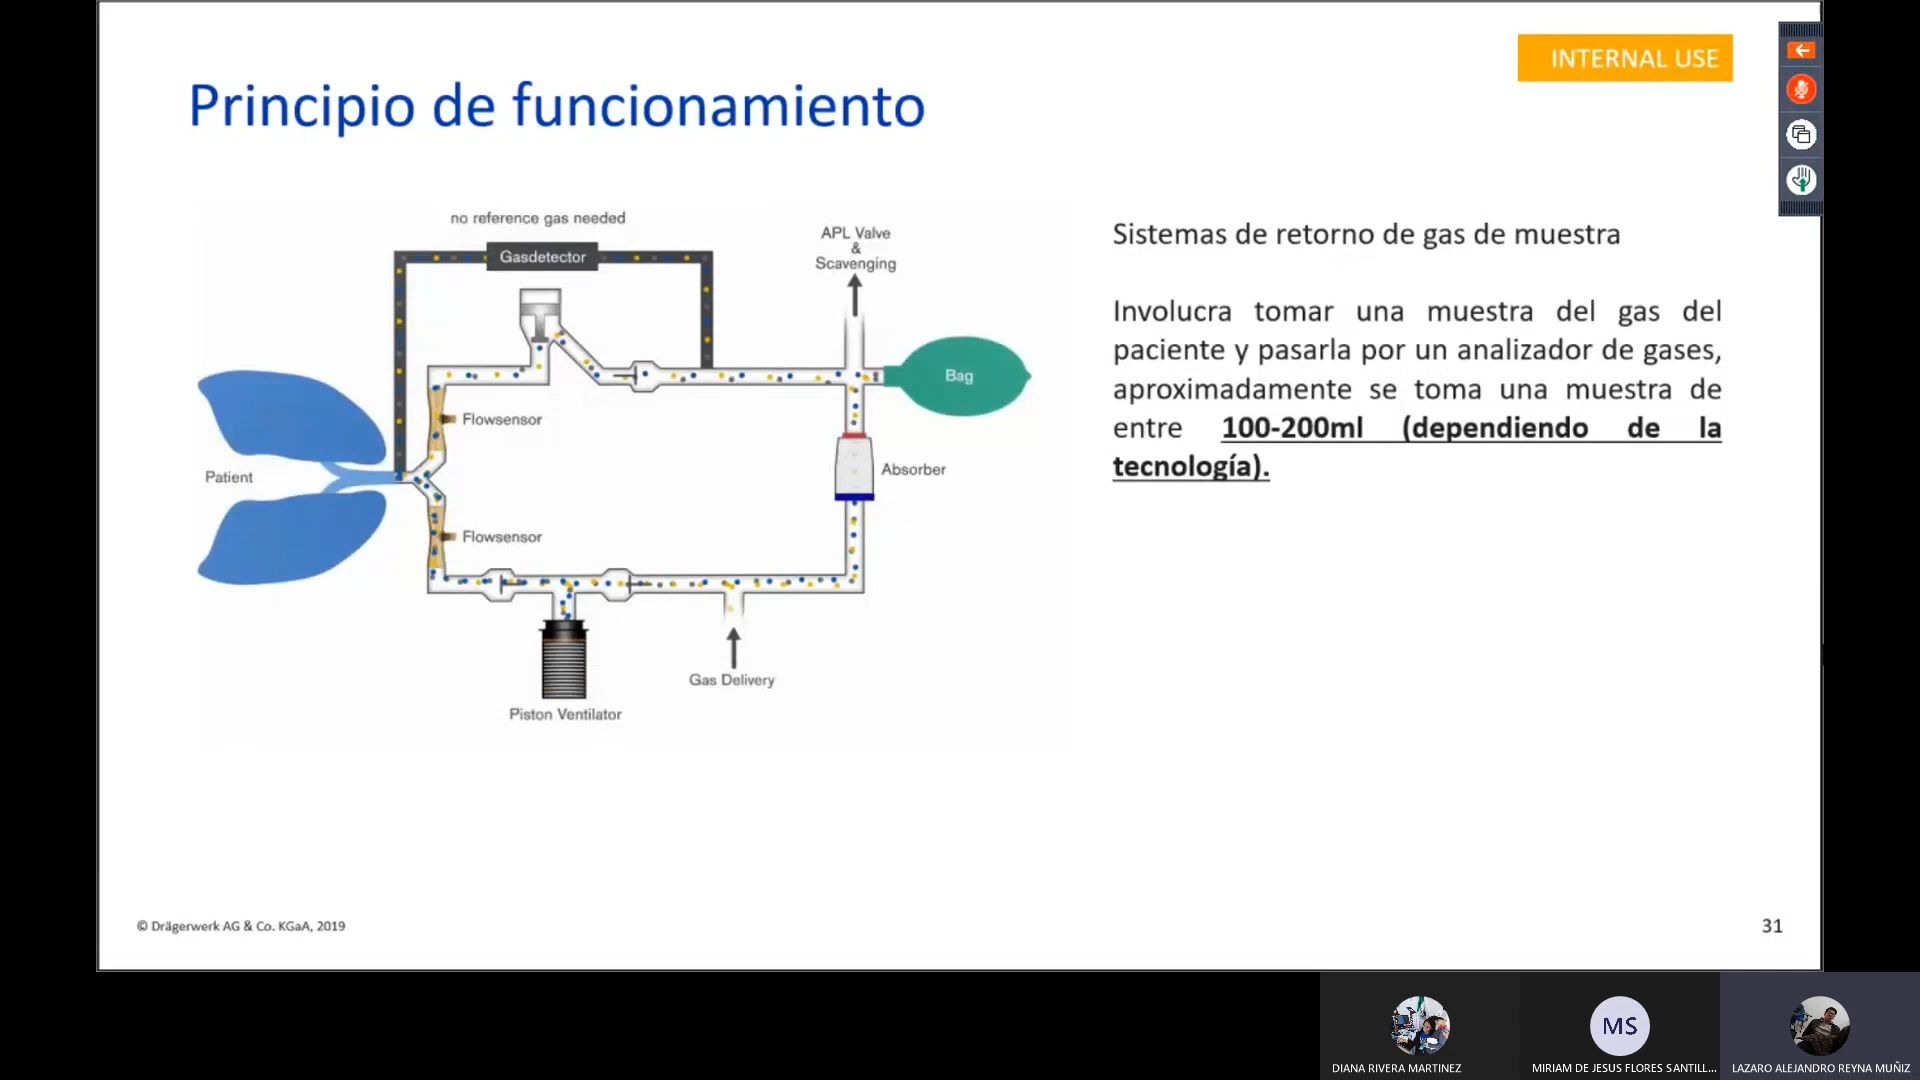 INTERNAL USE
Principio de funcionamiento
no reference gas needed
Gasdetector
APL Valve
&
Scavenging
Bag
Flowsensor
Absorber
Patient
Flowsensor
Gas Delivery
Piston Ventilator
Sistemas de retorno de gas de muestra
Involucra tomar una muestra del gas del
paciente y pasarla por un analizador de gases,
aproximadamente se toma una muestra de
entre 100-200ml (dependiendo de la
tecnología).
© Drägerwerk AG & Co. KGaA, 2019
31
MS
DIANA RIVERA MARTINEZ
MIRIAM DE JESUS FLORES SANTILL...
LAZARO ALEJANDRO REYNA MUÑIZ